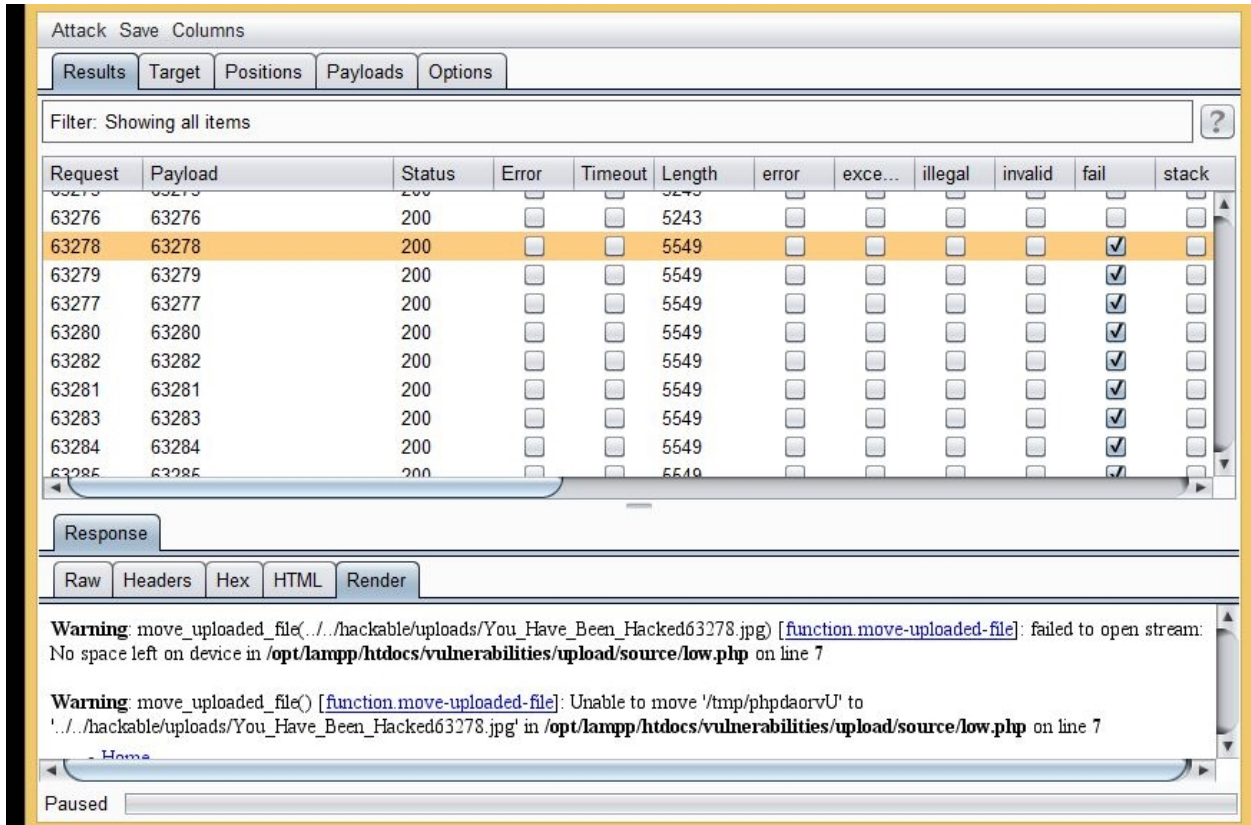 Attack Save Columns
Results Target Positions Payloads Options
Filter: Showing all items ?
Request Payload Status Error Timeout Length error exce... illegal invalid fail stack
63276 63276 200 5243
63278 63278 200 5549
63279 63279 200 5549
63277 63277 200 5549
63280 63280 200 5549
63282 63282 200 5549
63281 63281 200 5549
63283 63283 200 5549
63284 63284 200 5549
Response
Raw Headers Hex HTML Render
Warning: move_uploaded_file(../../hackable/uploads/You_Have_Been_Hacked63278.jpg) [function.move-uploaded-file]: failed to open stream:
No space left on device in /opt/lampp/htdocs/vulnerabilities/upload/source/low.php on line 7
Warning: move_uploaded_file() [function.move-uploaded-file]: Unable to move '/tmp/phpdaorvU' to
'../../hackable/uploads/You_Have_Been_Hacked63278.jpg' in /opt/lampp/htdocs/vulnerabilities/upload/source/low.php on line 7
- Home
Paused